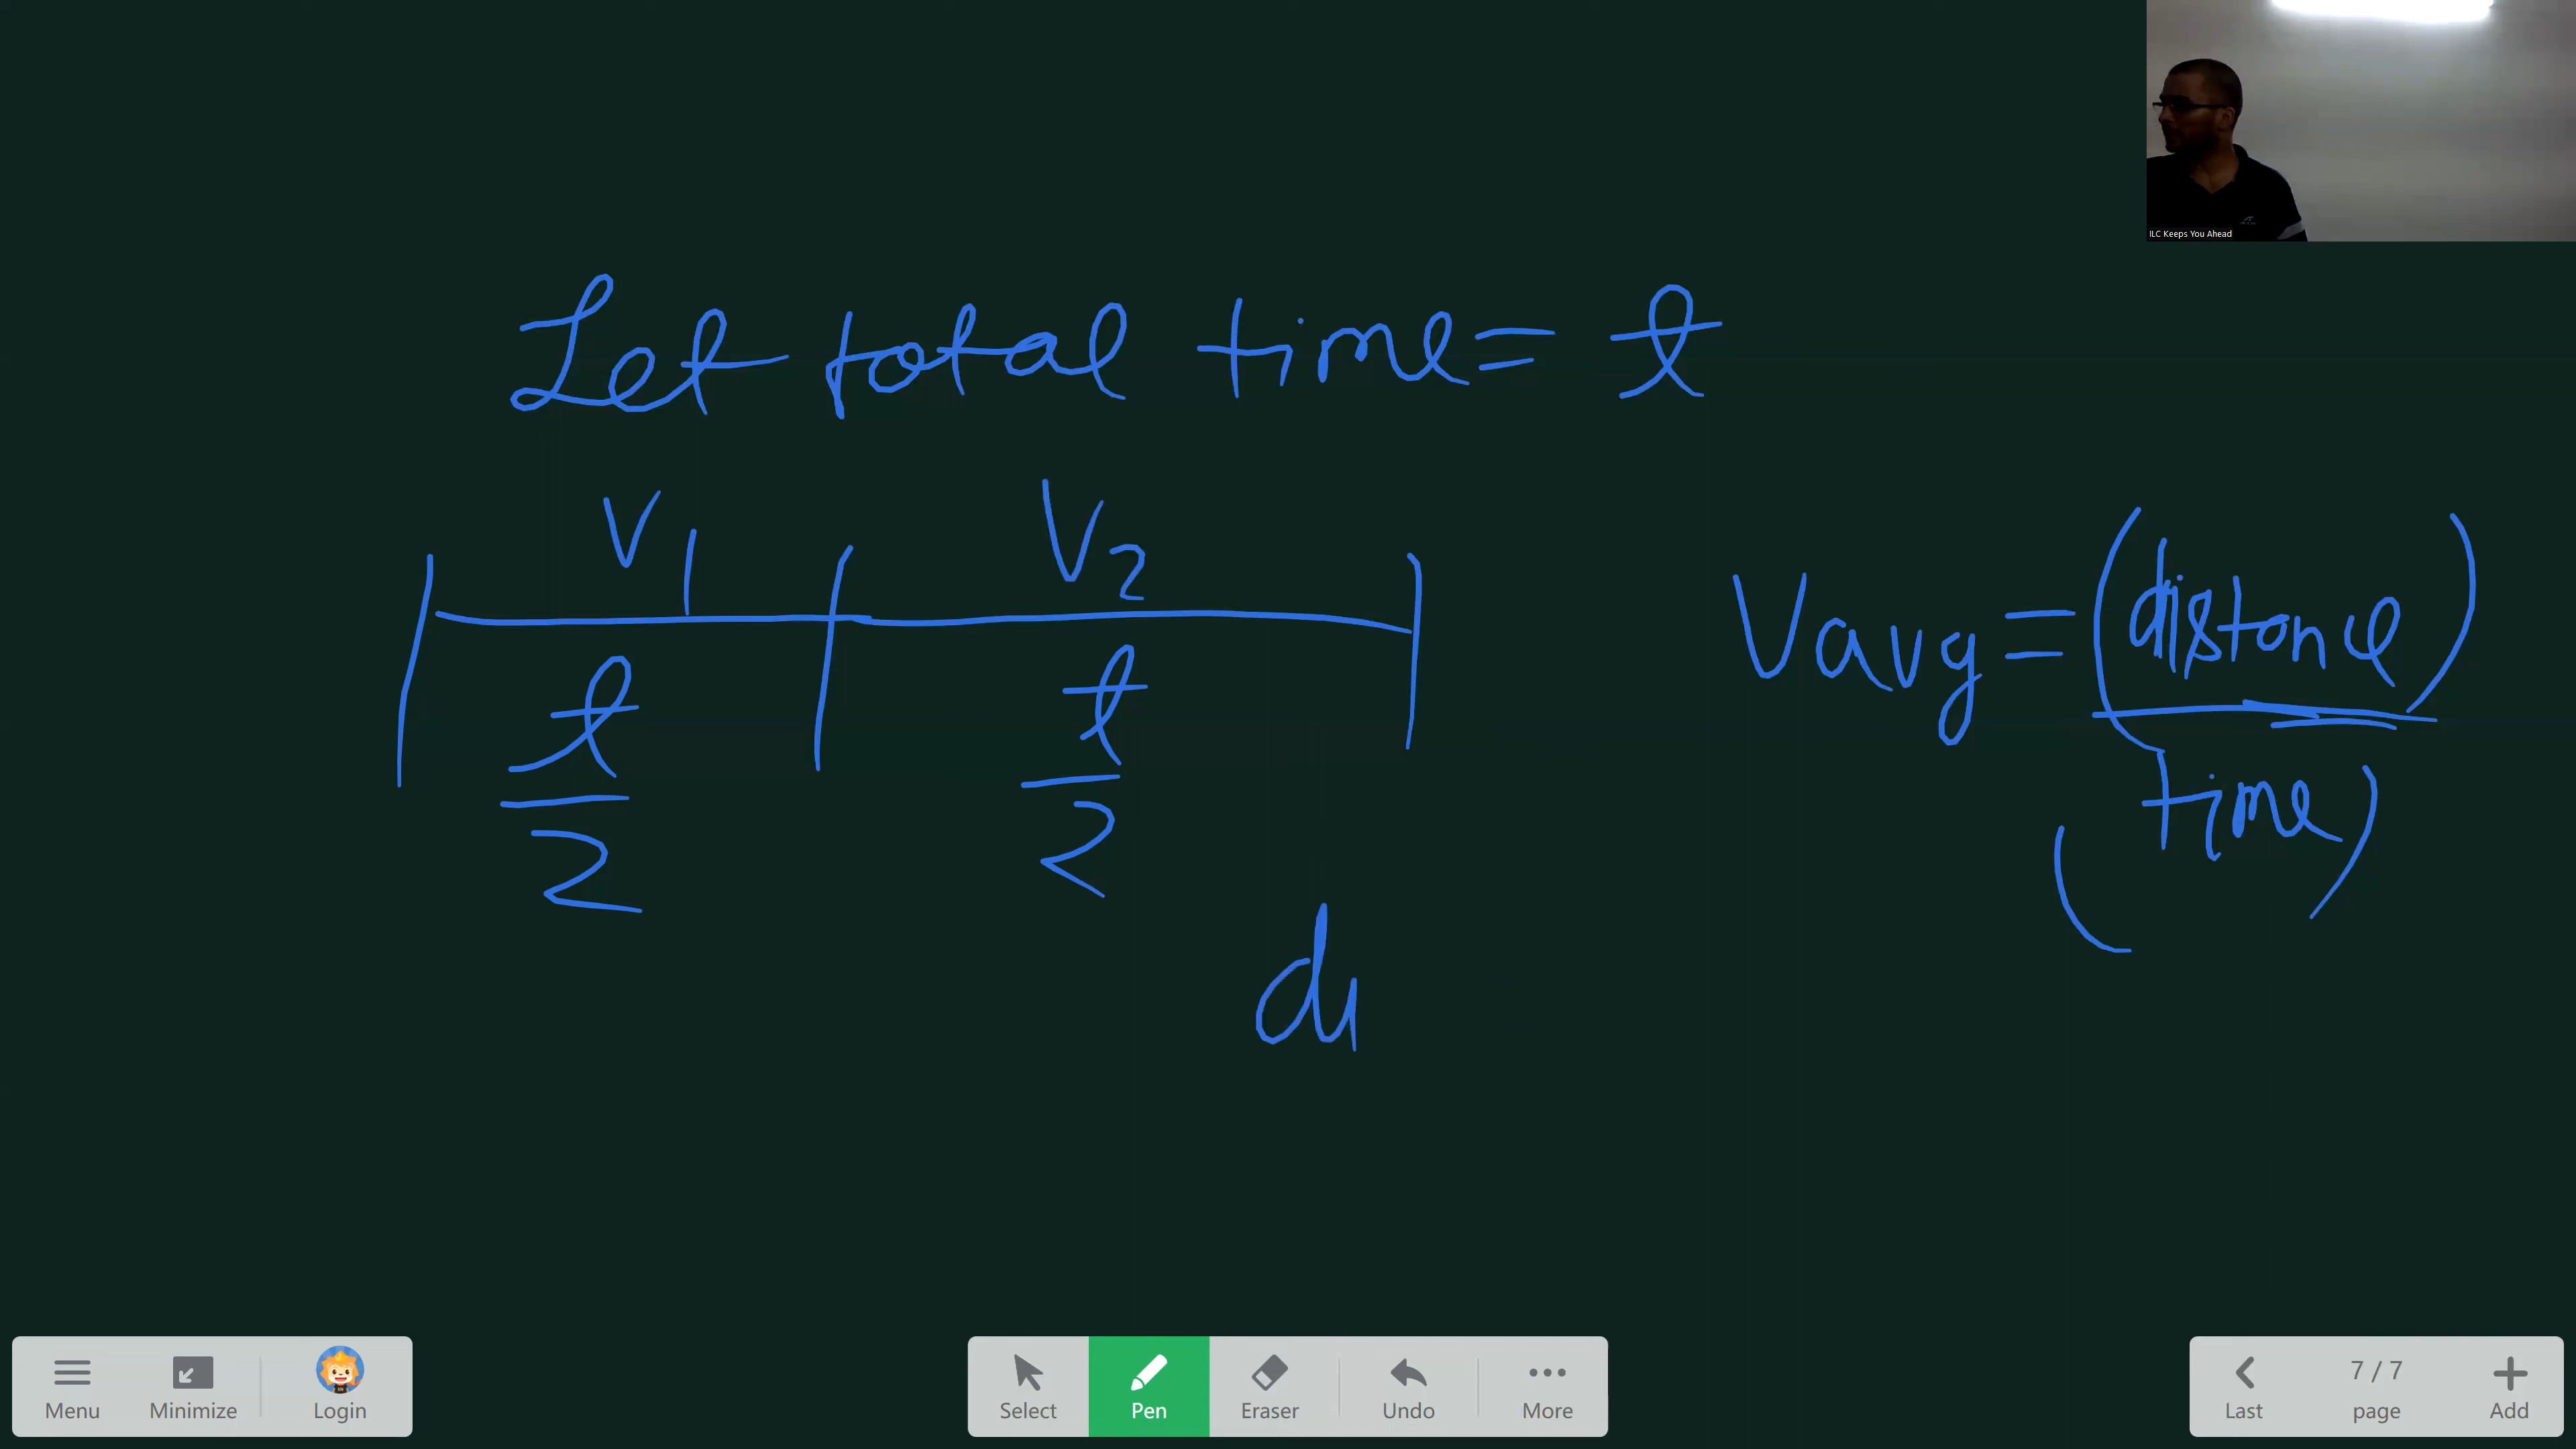 ILC Keeps You Ahead
Let total time = t
V1 V2
t/2 t/2
Vavg = (distance)
(time)
d1
Menu Minimize Login
Select Pen Eraser Undo More
7 / 7
Last page Add